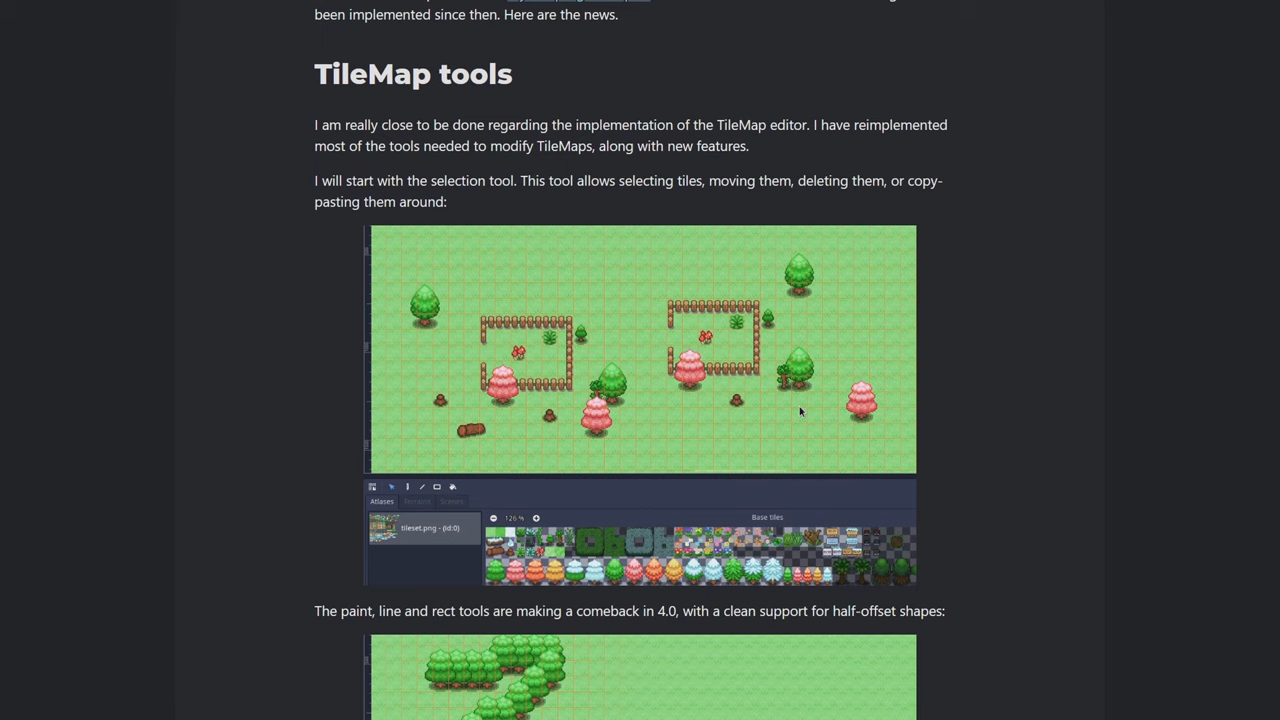 been implemented since then. Here are the news.
TileMap tools
I am really close to be done regarding the implementation of the TileMap editor. I have reimplemented
most of the tools needed to modify TileMaps, along with new features.
I will start with the selection tool. This tool allows selecting tiles, moving them, deleting them, or copy-
pasting them around:
Atlases Terrains Scenes
tileset.png - (id:0)
126 %
Base tiles
The paint, line and rect tools are making a comeback in 4.0, with a clean support for half-offset shapes: